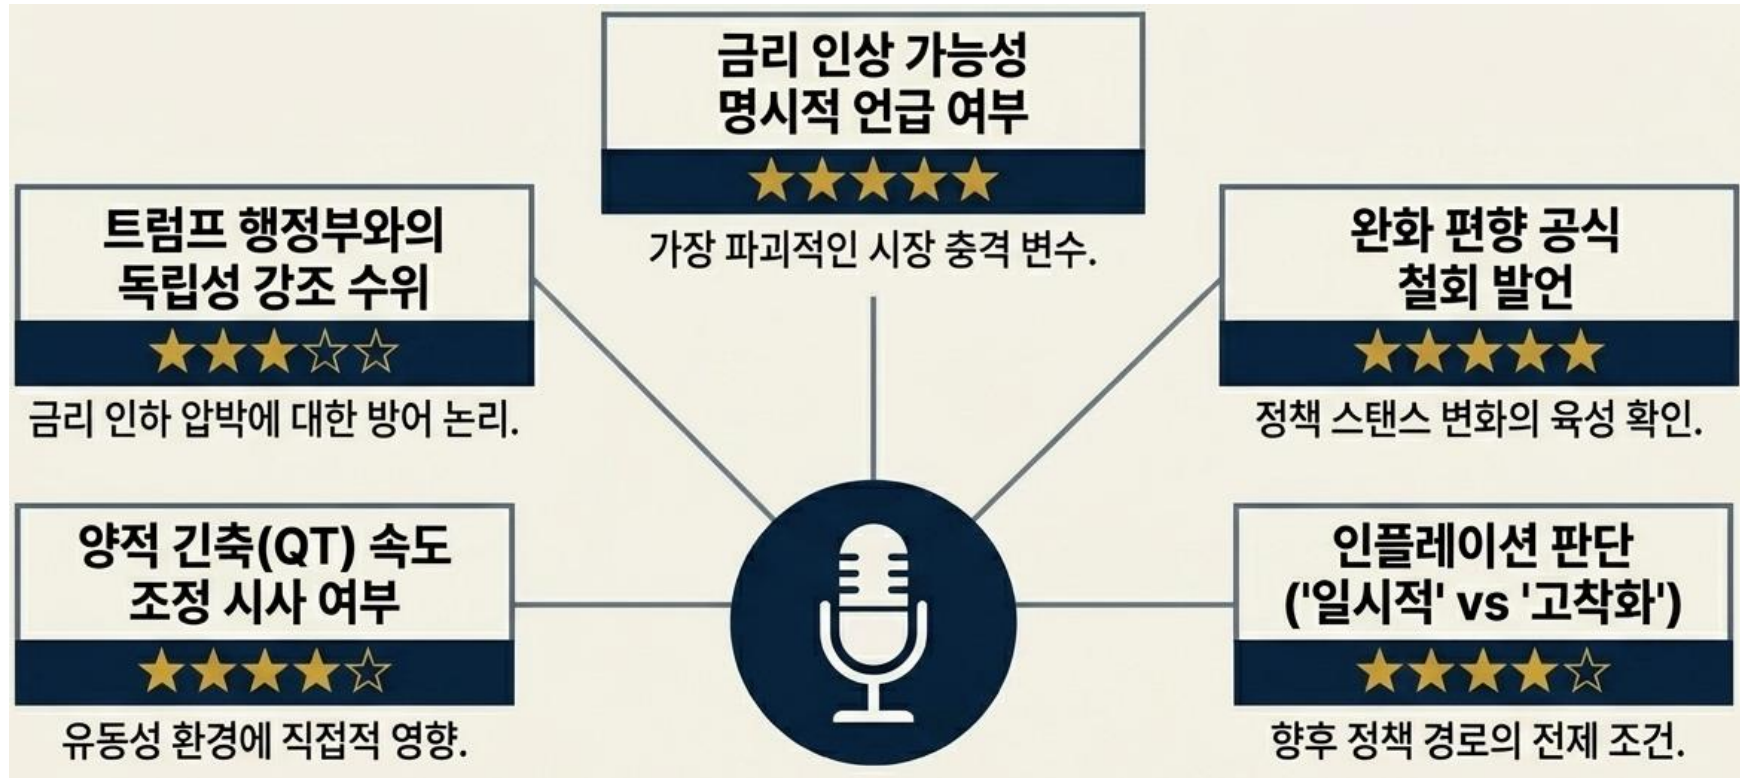 금리 인상 가능성
명시적 언급 여부
★★★★★
가장 파괴적인 시장 충격 변수.
트럼프 행정부와의
독립성 강조 수위
★★★☆☆
금리 인하 압박에 대한 방어 논리.
완화 편향 공식
철회 발언
★★★★★
정책 스탠스 변화의 육성 확인.
양적 긴축(QT) 속도
조정 시사 여부
★★★★☆
유동성 환경에 직접적 영향.
인플레이션 판단
('일시적' vs '고착화')
★★★★☆
향후 정책 경로의 전제 조건.